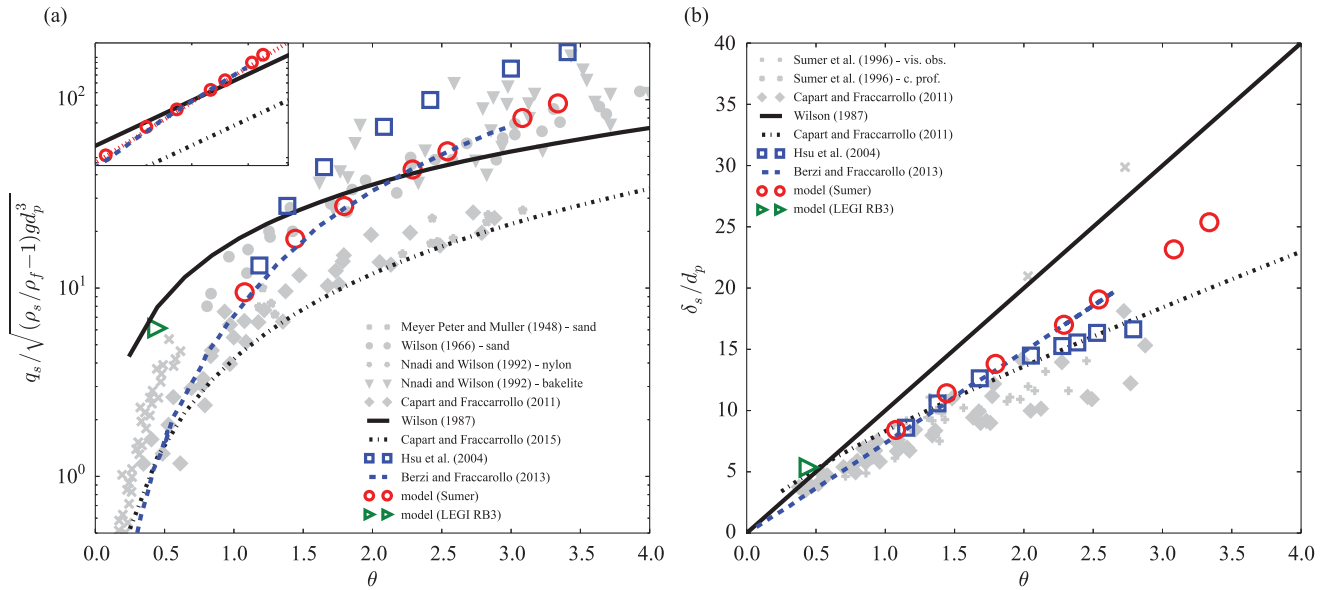 (a)
10²
10¹
10⁰
q_s/√(ρ_s/ρ_f−1)gd_p³
Meyer Peter and Muller (1948) - sand
Wilson (1966) - sand
Nnadi and Wilson (1992) - nylon
Nnadi and Wilson (1992) - bakelite
Capart and Fraccarrollo (2011)
Wilson (1987)
Capart and Fraccarrollo (2015)
Hsu et al. (2004)
Berzi and Fraccarollo (2013)
model (Sumer)
model (LEGI RB3)
0.0 0.5 1.0 1.5 2.0 2.5 3.0 3.5 4.0
θ
(b)
40
35
30
25
20
15
10
5
0
δ_s/d_p
Sumer et al. (1996) - vis. obs.
Sumer et al. (1996) - c. prof.
Capart and Fraccarrollo (2011)
Wilson (1987)
Capart and Fraccarrollo (2011)
Hsu et al. (2004)
Berzi and Fraccarollo (2013)
model (Sumer)
model (LEGI RB3)
0.0 0.5 1.0 1.5 2.0 2.5 3.0 3.5 4.0
θ